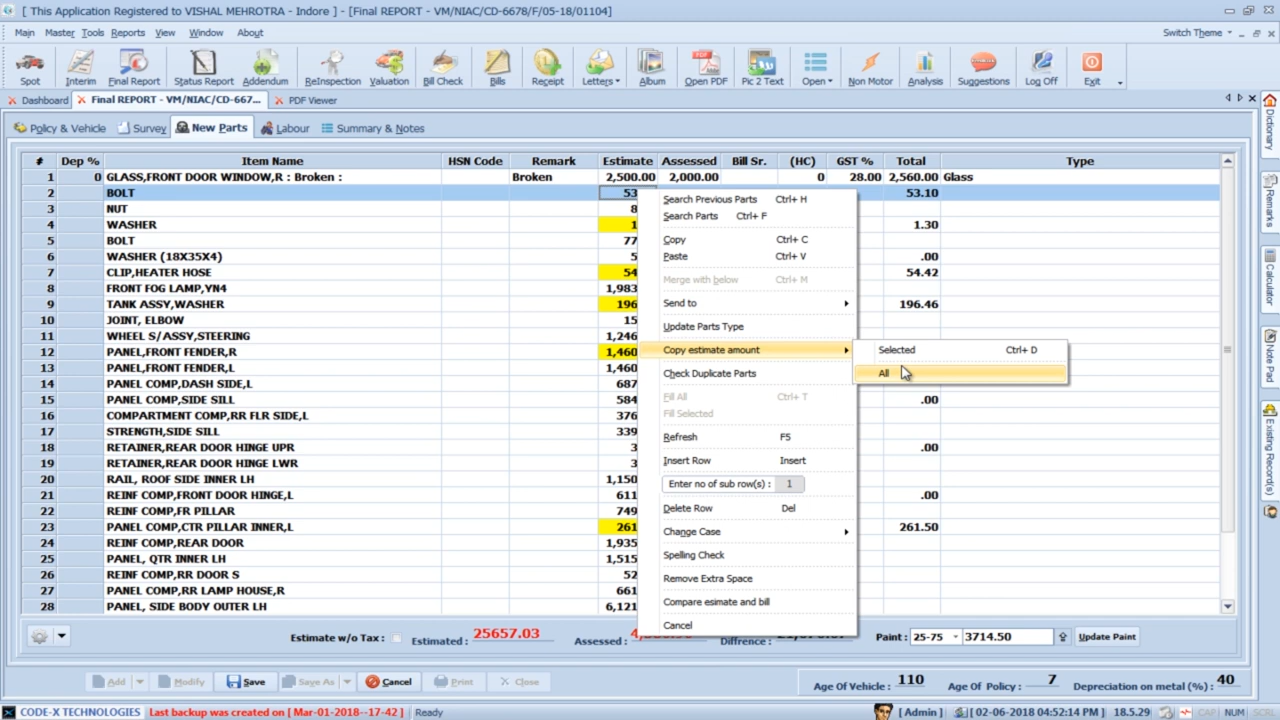 [ This Application Registered to VISHAL MEHROTRA - Indore ] - [Final REPORT - VM/NIAC/CD-6678/F/05-18/01104]
Main Master Tools Reports View Window About Switch Theme
Spot Interim Final Report Status Report Addendum ReInspection Valuation Bill Check Bills Receipt Letters Album Open PDF Pic 2 Text Open Non Motor Analysis Suggestions Log Off Exit
Dashboard Final REPORT - VM/NIAC/CD-667... PDF Viewer
Policy & Vehicle Survey New Parts Labour Summary & Notes
# Dep % Item Name HSN Code Remark Estimate Assessed Bill Sr. (HC) GST % Total Type
1 0 GLASS,FRONT DOOR WINDOW,R : Broken : Broken 2,500.00 2,000.00 0 28.00 2,560.00 Glass
2 BOLT 53 53.10
3 NUT 8
4 WASHER 1 1.30
5 BOLT 77
6 WASHER (18X35X4) 5 .00
7 CLIP,HEATER HOSE 54 54.42
8 FRONT FOG LAMP,YN4 1,983
9 TANK ASSY,WASHER 196 196.46
10 JOINT, ELBOW 15
11 WHEEL S/ASSY,STEERING 1,246
12 PANEL,FRONT FENDER,R 1,460
13 PANEL,FRONT FENDER,L 1,460
14 PANEL COMP,DASH SIDE,L 687
15 PANEL COMP,SIDE SILL 584 .00
16 COMPARTMENT COMP,RR FLR SIDE,L 376
17 STRENGTH,SIDE SILL 339
18 RETAINER,REAR DOOR HINGE UPR 3 .00
19 RETAINER,REAR DOOR HINGE LWR 3
20 RAIL, ROOF SIDE INNER LH 1,150
21 REINF COMP,FRONT DOOR HINGE,L 611 .00
22 REINF COMP,FR PILLAR 749
23 PANEL COMP,CTR PILLAR INNER,L 261 261.50
24 REINF COMP,REAR DOOR 1,935
25 PANEL, QTR INNER LH 1,515
26 REINF COMP,RR DOOR S 52
27 PANEL COMP,RR LAMP HOUSE,R 661
28 PANEL, SIDE BODY OUTER LH 6,121
Search Previous Parts Ctrl+ H
Search Parts Ctrl+ F
Copy Ctrl+ C
Paste Ctrl+ V
Merge with below Ctrl+ M
Send to
Update Parts Type
Copy estimate amount
Check Duplicate Parts
Fill All Ctrl+ T
Fill Selected
Refresh F5
Insert Row Insert
Enter no of sub row(s) : 1
Delete Row Del
Change Case
Spelling Check
Remove Extra Space
Compare esimate and bill
Cancel
Selected Ctrl+ D
All
Dictionary
Remarks
Calculator
Note Pad
Existing Record(s)
Estimate w/o Tax : Estimated : 25657.03 Assessed : Diffrence : Paint : 25-75 3714.50 Update Paint
Add Modify Save Save As Cancel Print Close Age Of Vehicle : 110 Age Of Policy : 7 Depreciation on metal (%) : 40
CODE-X TECHNOLOGIES Last backup was created on [ Mar-01-2018--17-42 ] Ready [ Admin ] [ 02-06-2018 04:52:14 PM ] 18.5.29 CAP NUM SCRL